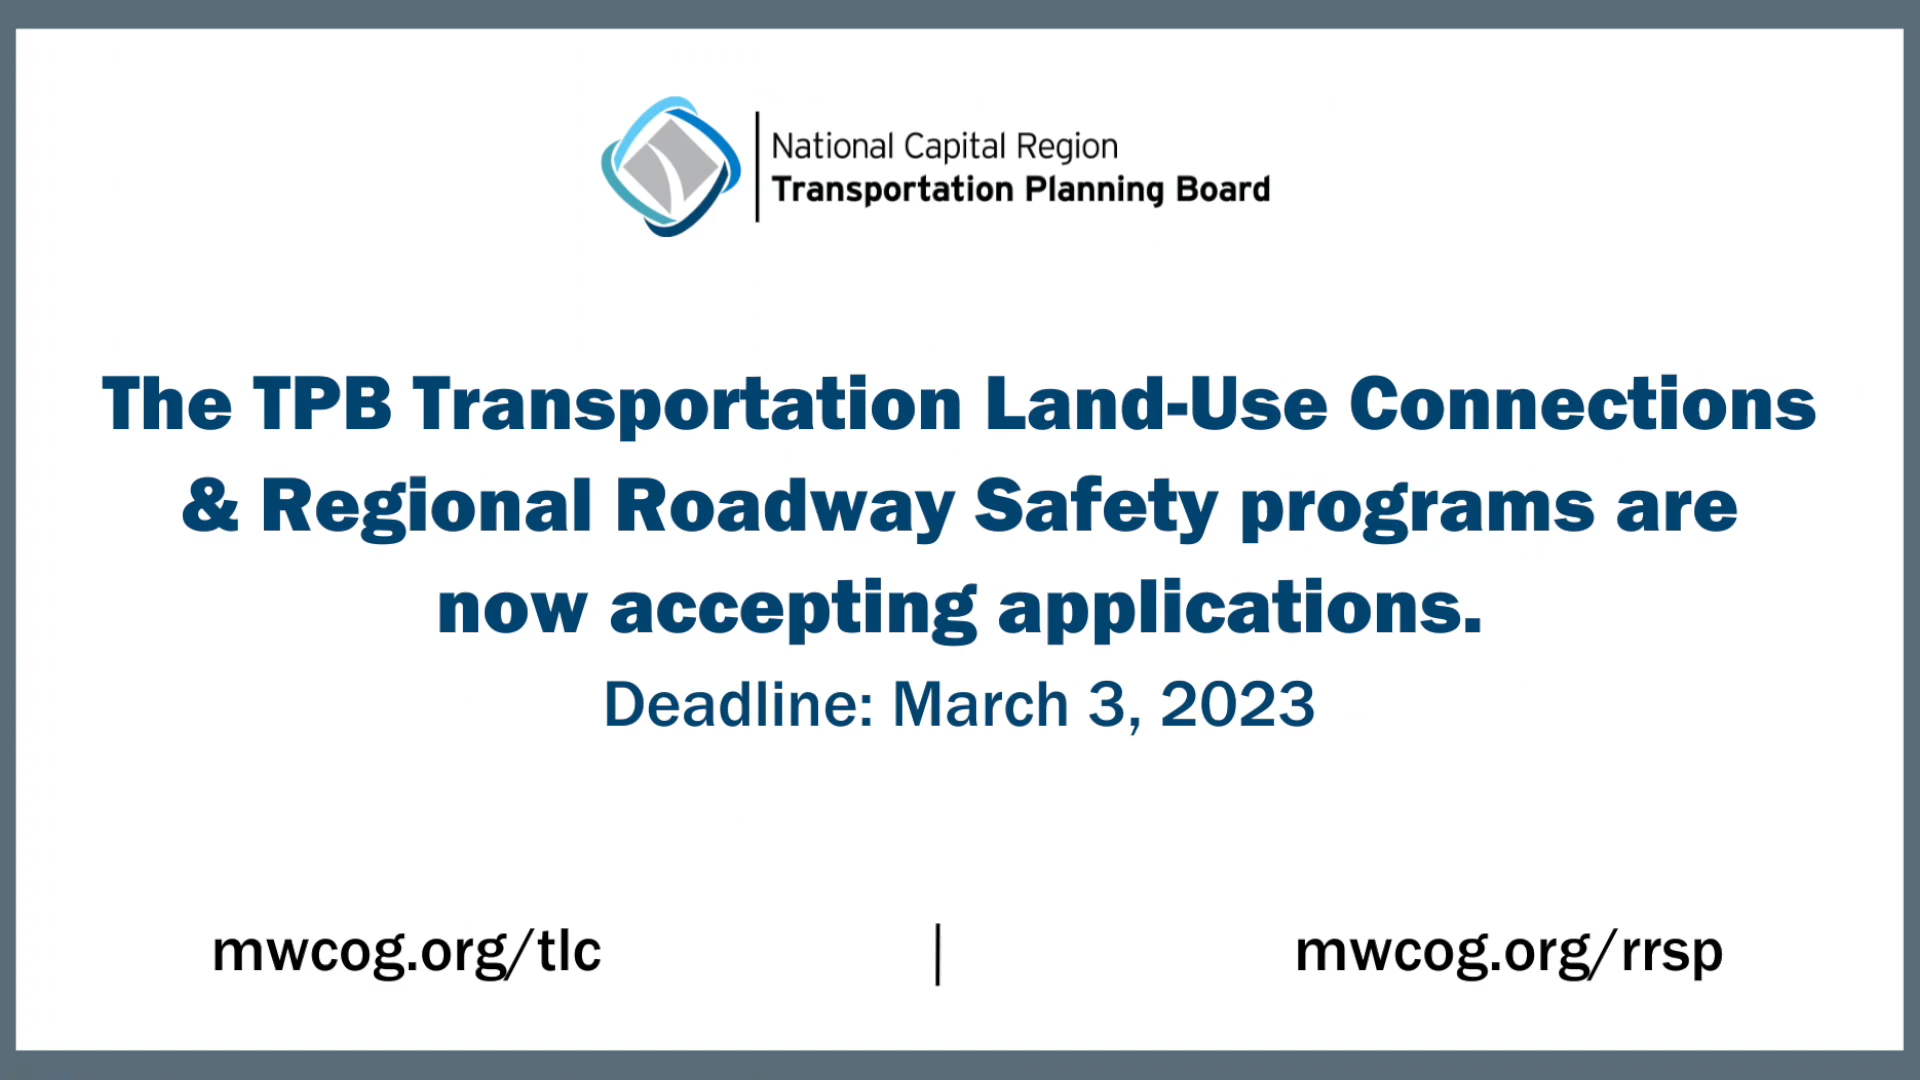 National Capital Region
Transportation Planning Board
The TPB Transportation Land-Use Connections
& Regional Roadway Safety programs are
now accepting applications.
Deadline: March 3, 2023
mwcog.org/tlc | mwcog.org/rrsp